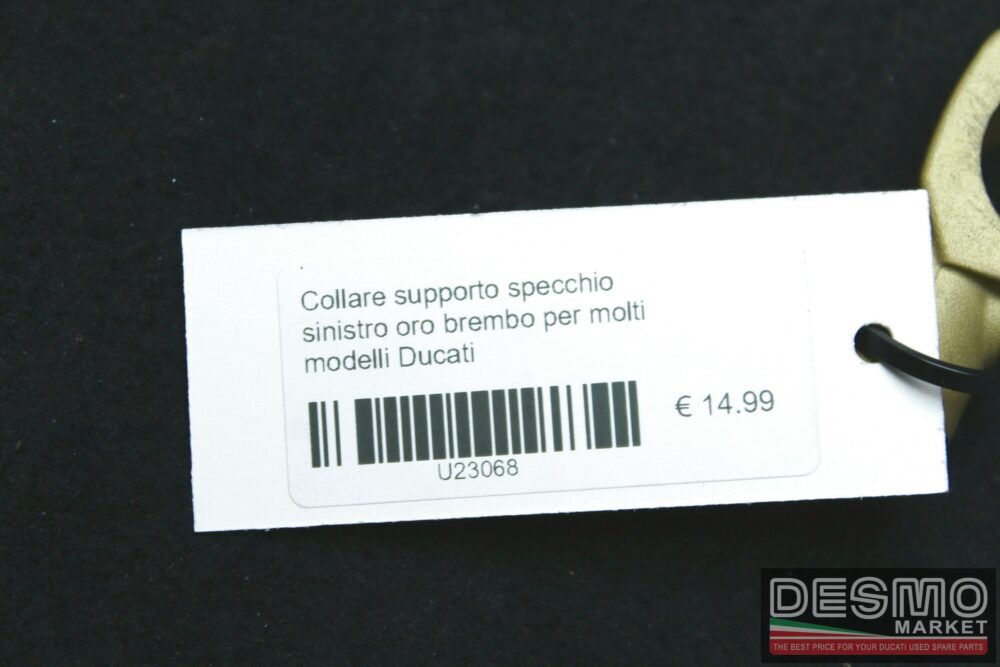 Collare supporto specchio
sinistro oro brembo per molti
modelli Ducati
€ 14.99
U23068
DESMO
MARKET
THE BEST PRICE FOR YOUR DUCATI USED SPARE PARTS